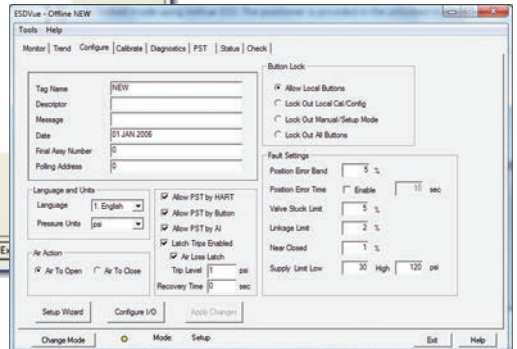 ESDVue - Offline NEW
Tools Help
Monitor Trend Configure Calibrate Diagnostics PST Status Check
Tag Name NEW
Descriptor
Message
Date 01 JAN 2006
Final Assy Number 0
Polling Address 0
Language and Units
Language 1. English
Pressure Units psi
Air Action
Air To Open Air To Close
Allow PST by HART
Allow PST by Button
Allow PST by AI
Latch Trips Enabled
Air Loss Latch
Trip Level 1 psi
Recovery Time 0 sec
Button Lock
Allow Local Buttons
Lock Out Local Cal/Config
Lock Out Manual/Setup Mode
Lock Out All Buttons
Fault Settings
Position Error Band 5 %
Position Error Time Enable 10 sec
Valve Stuck Limit 5 %
Linkage Limit 2 %
Near Closed 1 %
Supply Limit Low 30 High 120 psi
Setup Wizard Configure I/O Apply Changes
Change Mode Mode: Setup Exit Help